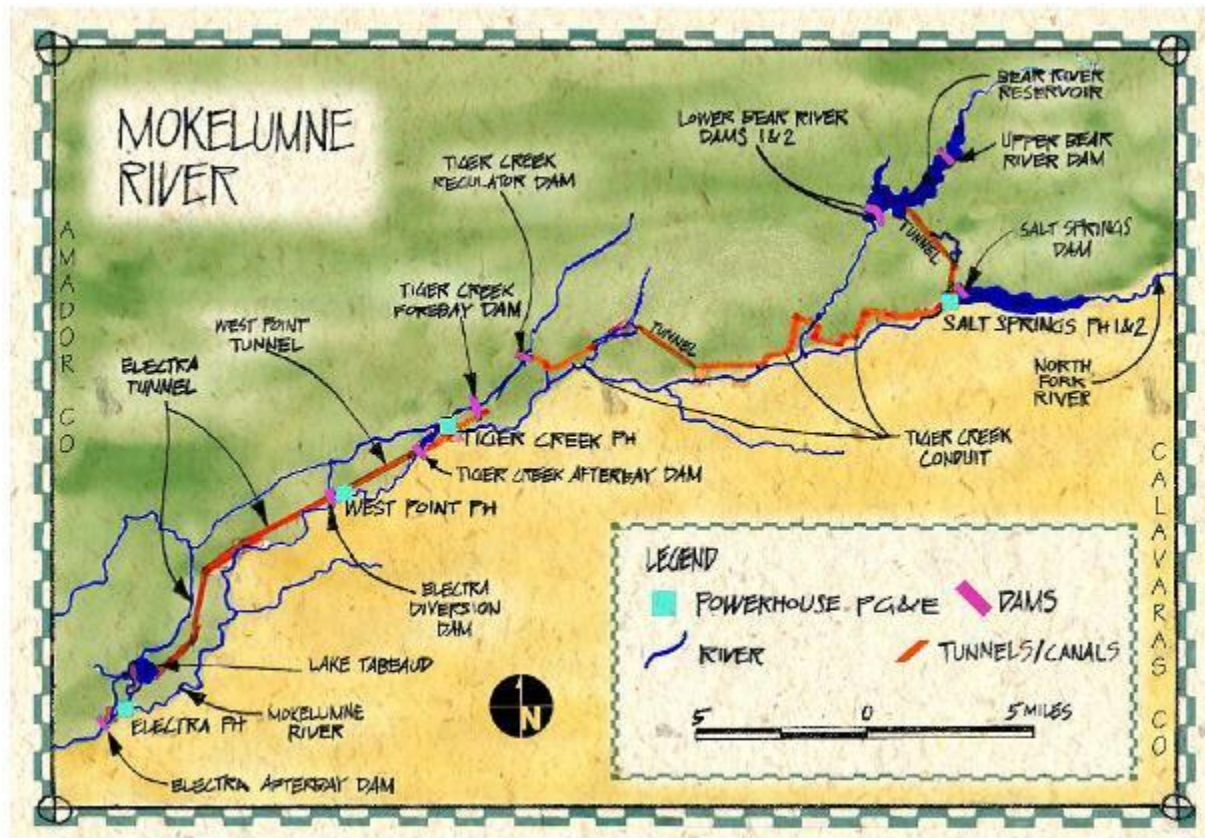 MOKELUMNE
RIVER
BEAR RIVER
RESERVOIR
LOWER BEAR RIVER
DAMS 1&2
UPPER BEAR
RIVER DAM
TIGER CREEK
REGULATOR DAM
TUNNEL
SALT SPRINGS
DAM
TIGER CREEK
FOREBAY DAM
WEST POINT
TUNNEL
TUNNEL
SALT SPRINGS PH 1&2
ELECTRA
TUNNEL
NORTH
FORK
RIVER
AMADOR CO
TIGER CREEK PH
TIGER CREEK
CONDUIT
TIGER CREEK AFTERBAY DAM
WEST POINT PH
CALAVARAS CO
ELECTRA
DIVERSION
DAM
LAKE TABEAUD
ELECTRA PH
MOKELUMNE
RIVER
ELECTRA AFTERBAY DAM
N
LEGEND
POWERHOUSE PG&E
DAMS
RIVER
TUNNELS/CANALS
5 0 5 MILES